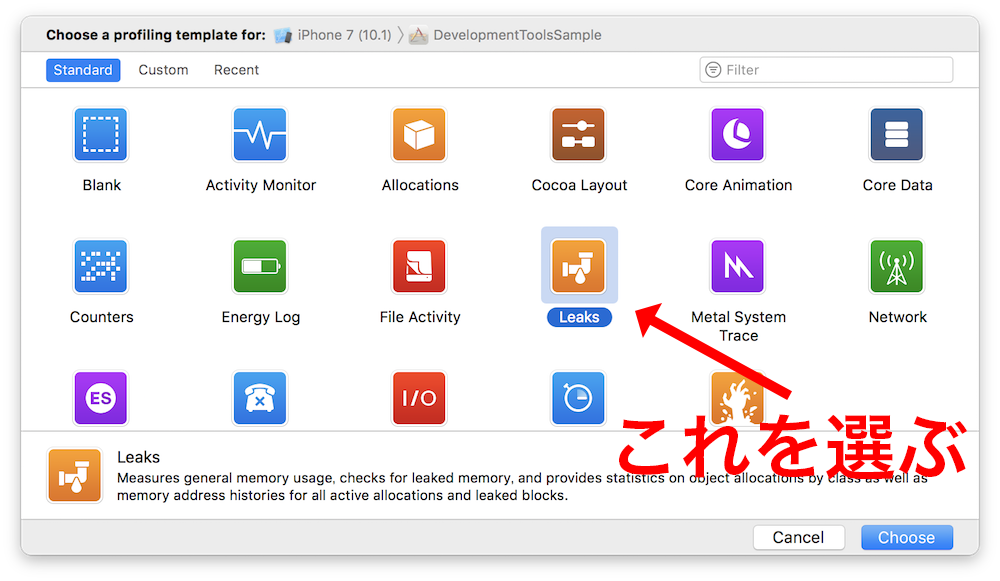 Choose a profiling template for: iPhone 7 (10.1) DevelopmentToolsSample
Standard Custom Recent Filter
Blank Activity Monitor Allocations Cocoa Layout Core Animation Core Data
Counters Energy Log File Activity Leaks Metal System Trace Network
ES I/O
これを選ぶ
Leaks
Measures general memory usage, checks for leaked memory, and provides statistics on object allocations by class as well as
memory address histories for all active allocations and leaked blocks.
Cancel Choose